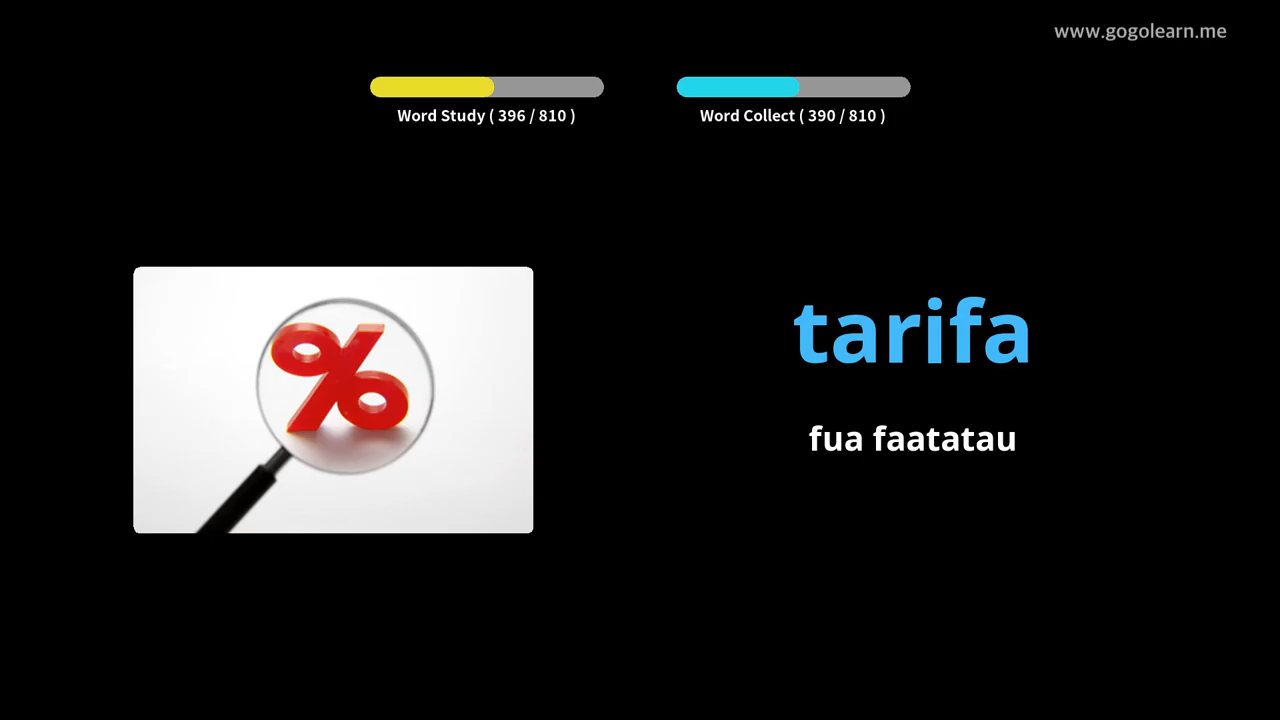 www.gogolearn.me
Word Study ( 396 / 810 )
Word Collect ( 390 / 810 )
%
tarifa
fua faatatau